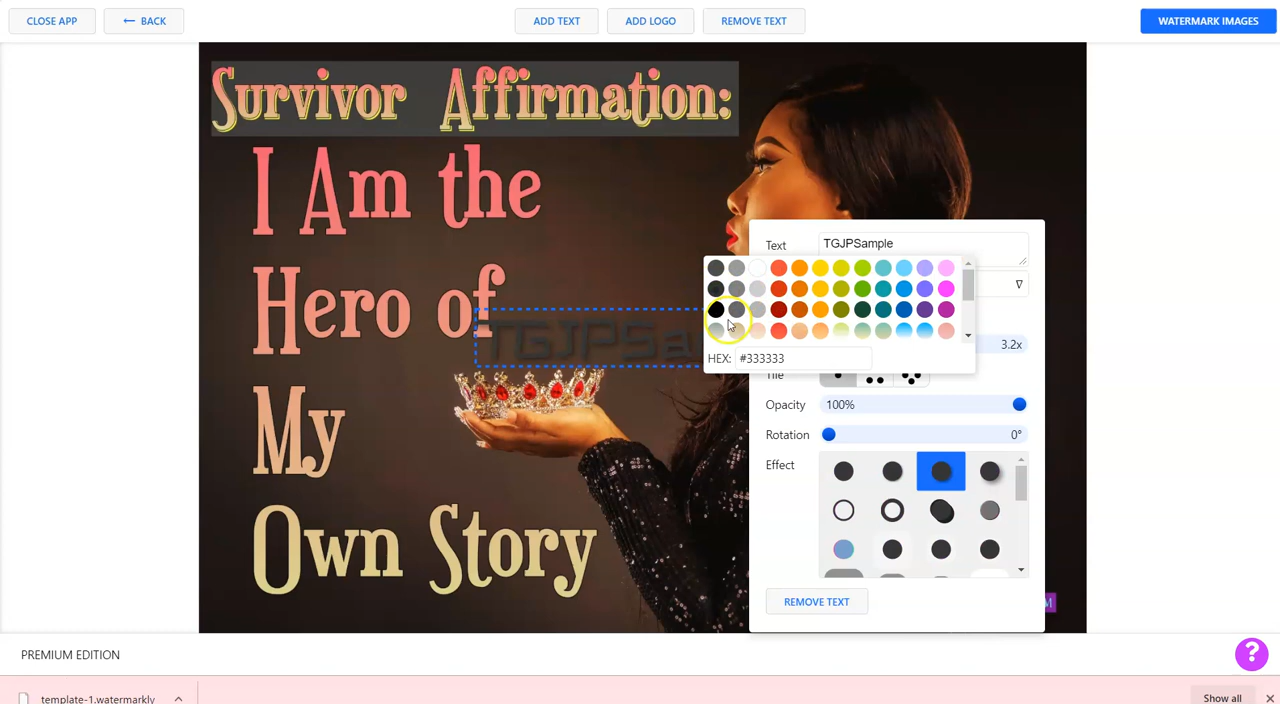 CLOSE APP
← BACK
ADD TEXT
ADD LOGO
REMOVE TEXT
WATERMARK IMAGES
Survivor Affirmation:
I Am the
Hero of
My
Own Story
Text
TGJPSample
TGJPSa
HEX: #333333
3.2x
Tile
Opacity
100%
Rotation
0°
Effect
REMOVE TEXT
M
PREMIUM EDITION
?
template-1.watermarkly
Show all